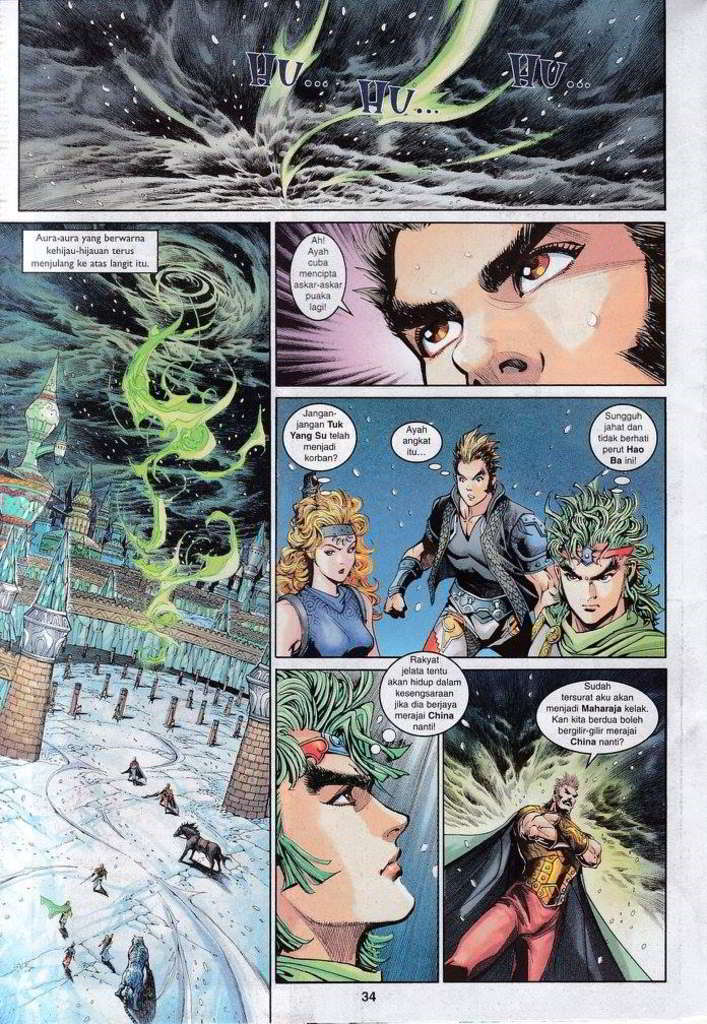 HU...
HU...
HU...
Aura-aura yang berwarna
kehijau-hijauan terus
menjulang ke atas langit itu.
Ah!
Ayah
cuba
mencipta
askar-askar
puaka
lagi!
Jangan-
jangan Tuk
Yang Su telah
menjadi
korban?
Ayah
angkat
itu...
Sungguh
jahat dan
tidak berhati
perut Hao
Ba ini!
Rakyat
jelata tentu
akan hidup dalam
kesengsaraan
jika dia berjaya
merajai China
nanti!
Sudah
tersurat aku akan
menjadi Maharaja kelak.
Kan kita berdua boleh
bergilir-gilir merajai
China nanti?
34